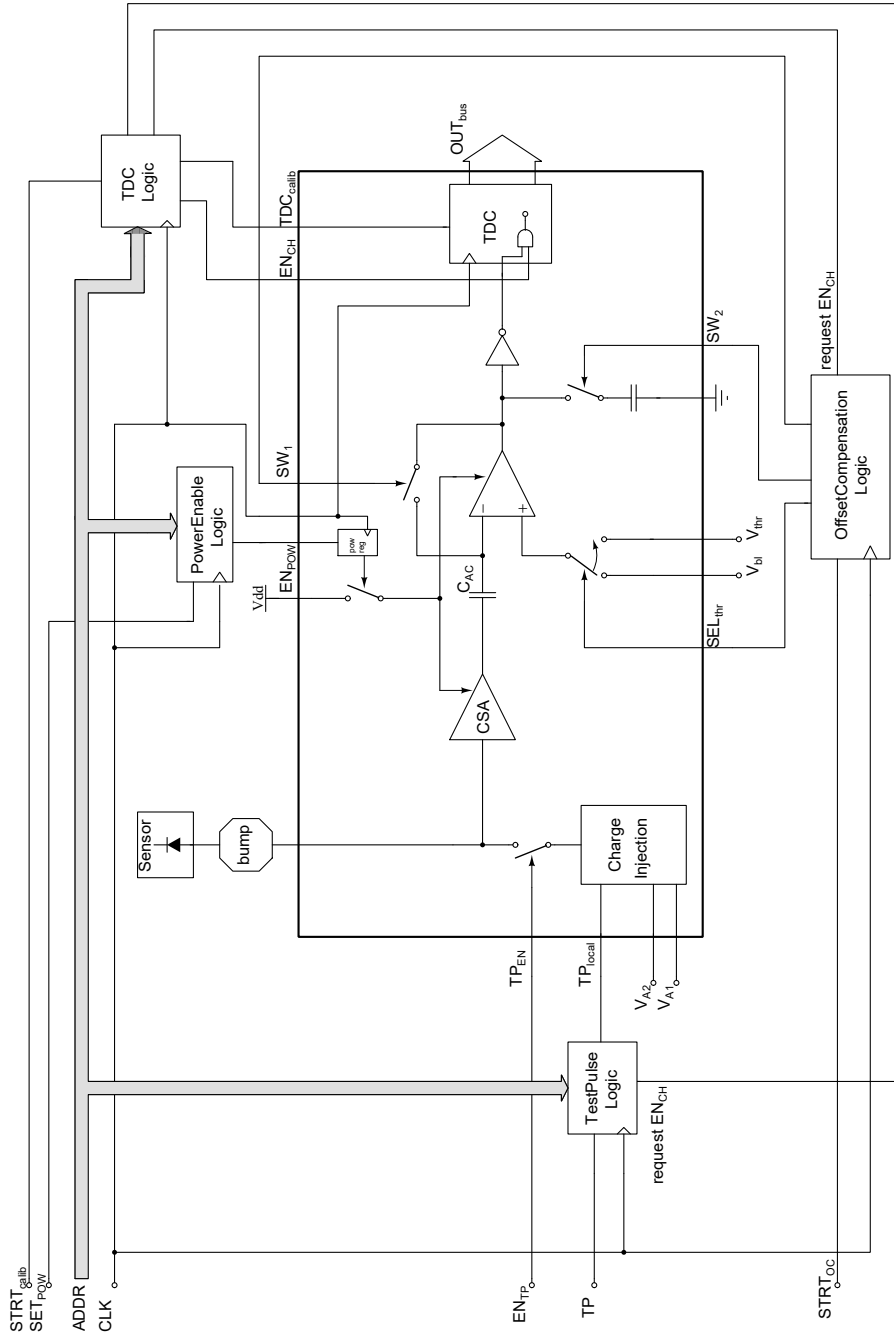 STRTcalib
SETPOW
ADDR
CLK
ENTP
TP
STRTOC
TestPulse
Logic
request ENCH
TPEN
TPlocal
VA2
VA1
Sensor
bump
Charge
Injection
CSA
CAC
Vdd
ENPOW
pow
reg
PowerEnable
Logic
SW1
−
+
SELthr
Vbl
Vthr
SW2
TDC
Logic
ENCH
TDCcalib
TDC
OUTbus
OffsetCompensation
Logic
request ENCH